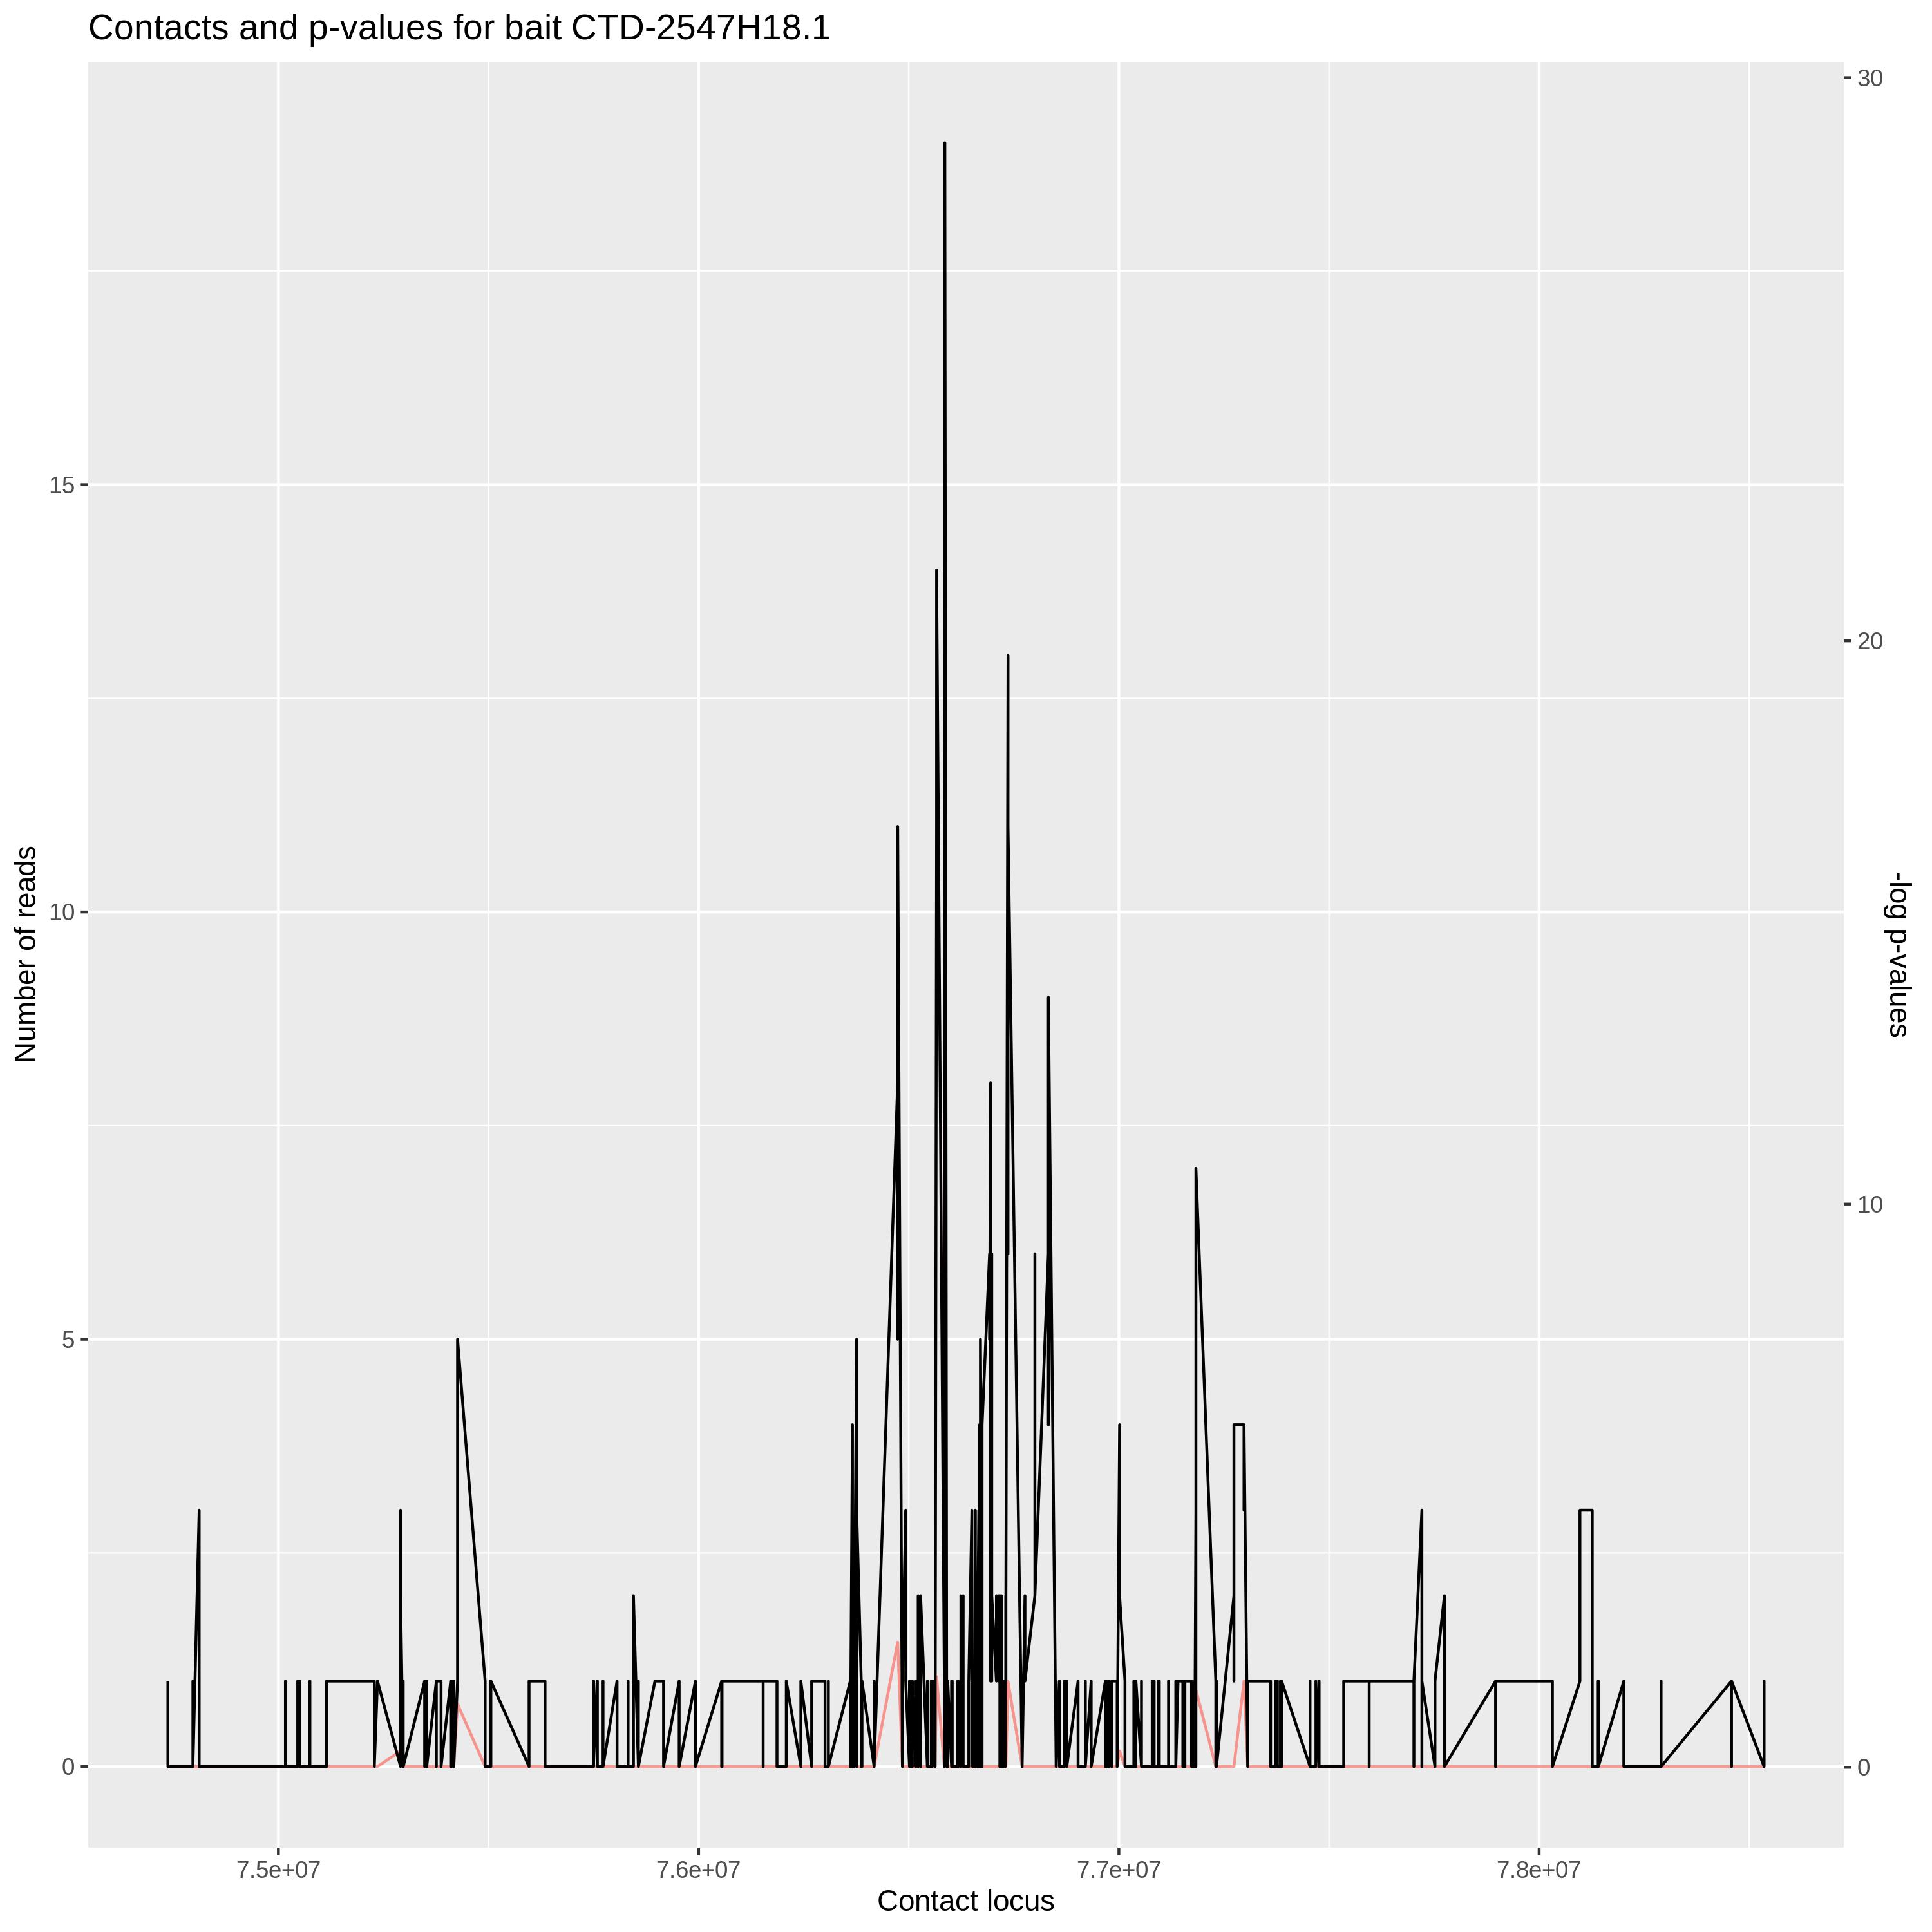 Contacts and p-values for bait CTD-2547H18.1
30
15
20
10
10
5
0
0
Number of reads
-log p-values
7.5e+07 7.6e+07 7.7e+07 7.8e+07
Contact locus